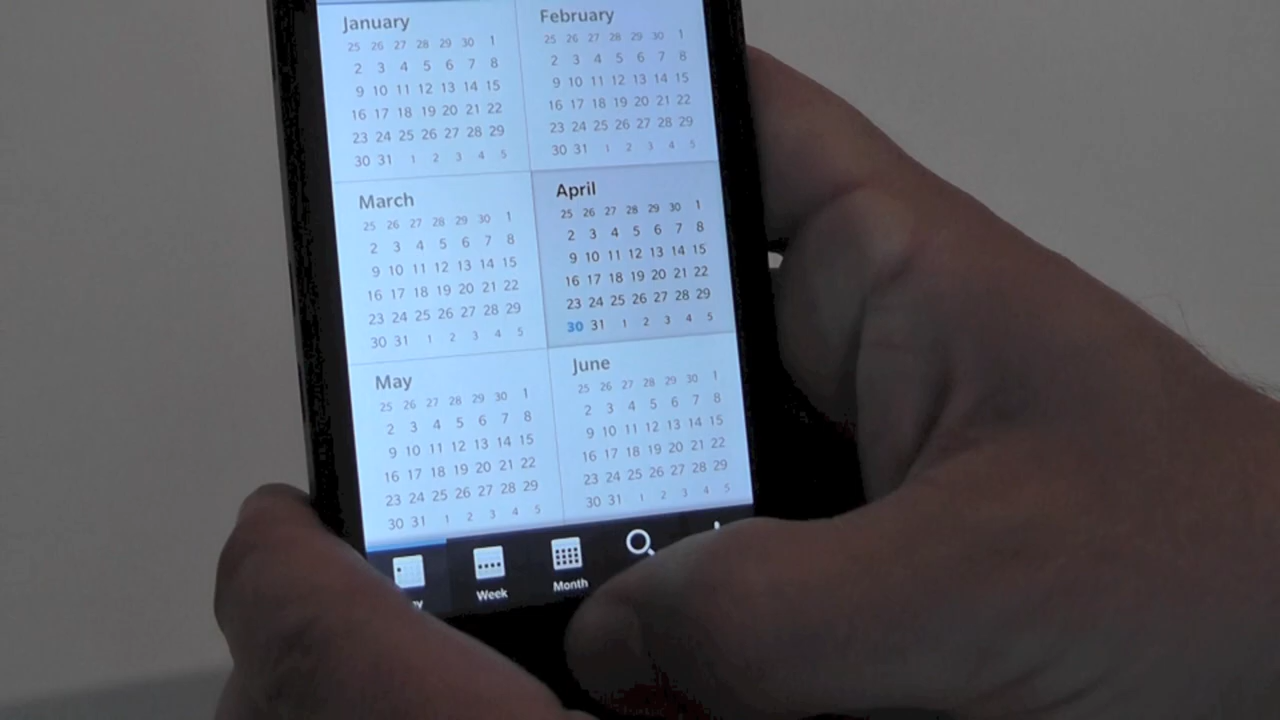 January
25 26 27 28 29 30 1
2 3 4 5 6 7 8
9 10 11 12 13 14 15
16 17 18 19 20 21 22
23 24 25 26 27 28 29
30 31 1 2 3 4 5
February
25 26 27 28 29 30 1
2 3 4 5 6 7 8
9 10 11 12 13 14 15
16 17 18 19 20 21 22
23 24 25 26 27 28 29
30 31 1 2 3 4 5
March
25 26 27 28 29 30 1
2 3 4 5 6 7 8
9 10 11 12 13 14 15
16 17 18 19 20 21 22
23 24 25 26 27 28 29
30 31 1 2 3 4 5
April
25 26 27 28 29 30 1
2 3 4 5 6 7 8
9 10 11 12 13 14 15
16 17 18 19 20 21 22
23 24 25 26 27 28 29
30 31 1 2 3 4 5
May
25 26 27 28 29 30 1
2 3 4 5 6 7 8
9 10 11 12 13 14 15
16 17 18 19 20 21 22
23 24 25 26 27 28 29
30 31 1 2 3 4 5
June
25 26 27 28 29 30 1
2 3 4 5 6 7 8
9 10 11 12 13 14 15
16 17 18 19 20 21 22
23 24 25 26 27 28 29
30 31 1 2 3 4 5
Week
Month